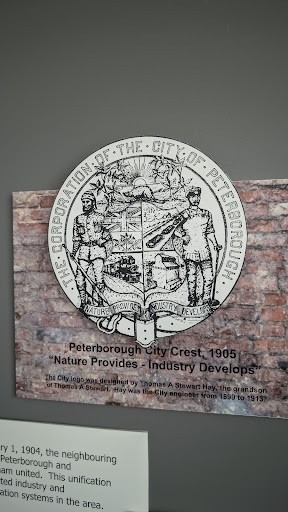 THE CORPORATION OF THE CITY OF PETERBOROUGH
NATURE PROVIDES INDUSTRY DEVELOPS
Peterborough City Crest, 1905
"Nature Provides - Industry Develops"
The City logo was designed by Thomas A Stewart Hay, the grandson
of Thomas A Stewart. Hay was the City engineer from 1899 to 1913.
ry 1, 1904, the neighbouring
Peterborough and
am united. This unification
ted industry and
ation systems in the area.